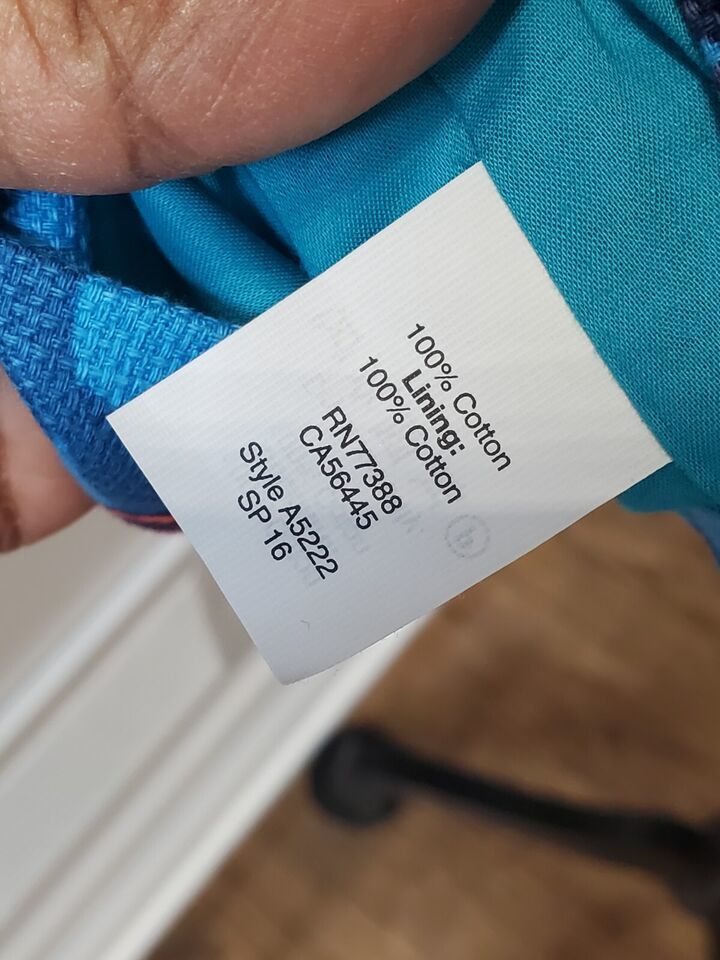 100% Cotton
Lining:
100% Cotton
RN77388
CA56445
Style A5222
SP 16